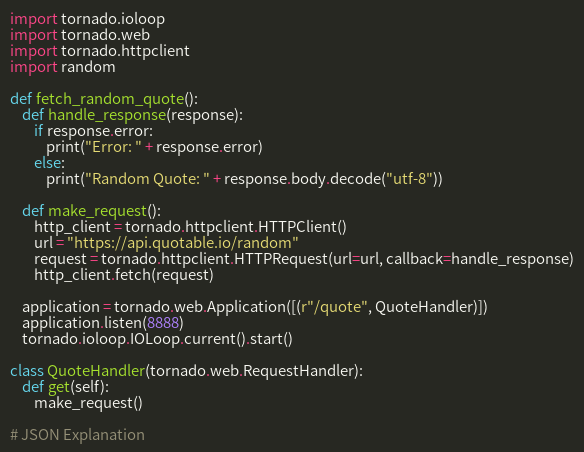 import tornado.ioloop
import tornado.web
import tornado.httpclient
import random

def fetch_random_quote():
    def handle_response(response):
        if response.error:
            print("Error: " + response.error)
        else:
            print("Random Quote: " + response.body.decode("utf-8"))

    def make_request():
        http_client = tornado.httpclient.HTTPClient()
        url = "https://api.quotable.io/random"
        request = tornado.httpclient.HTTPRequest(url=url, callback=handle_response)
        http_client.fetch(request)

    application = tornado.web.Application([(r"/quote", QuoteHandler)])
    application.listen(8888)
    tornado.ioloop.IOLoop.current().start()

class QuoteHandler(tornado.web.RequestHandler):
    def get(self):
        make_request()

# JSON Explanation